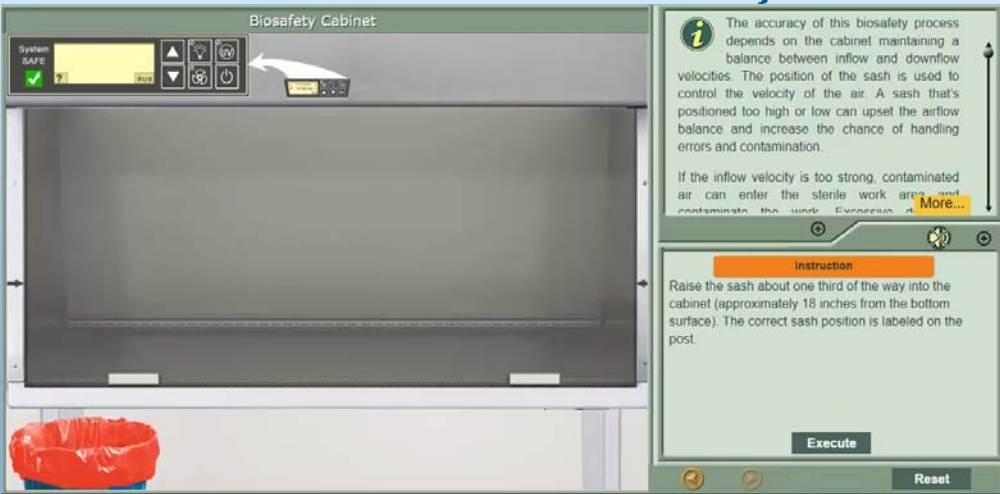 Biosafety Cabinet
System
SAFE
?
The accuracy of this biosafety process
depends on the cabinet maintaining a
balance between inflow and downflow
velocities. The position of the sash is used to
control the velocity of the air. A sash that's
positioned too high or low can upset the airflow
balance and increase the chance of handling
errors and contamination.
If the inflow velocity is too strong, contaminated
air can enter the sterile work area and
contaminate the work. Excessive
More...
Instruction
Raise the sash about one third of the way into the
cabinet (approximately 18 inches from the bottom
surface). The correct sash position is labeled on the
post.
Execute
Reset
UV